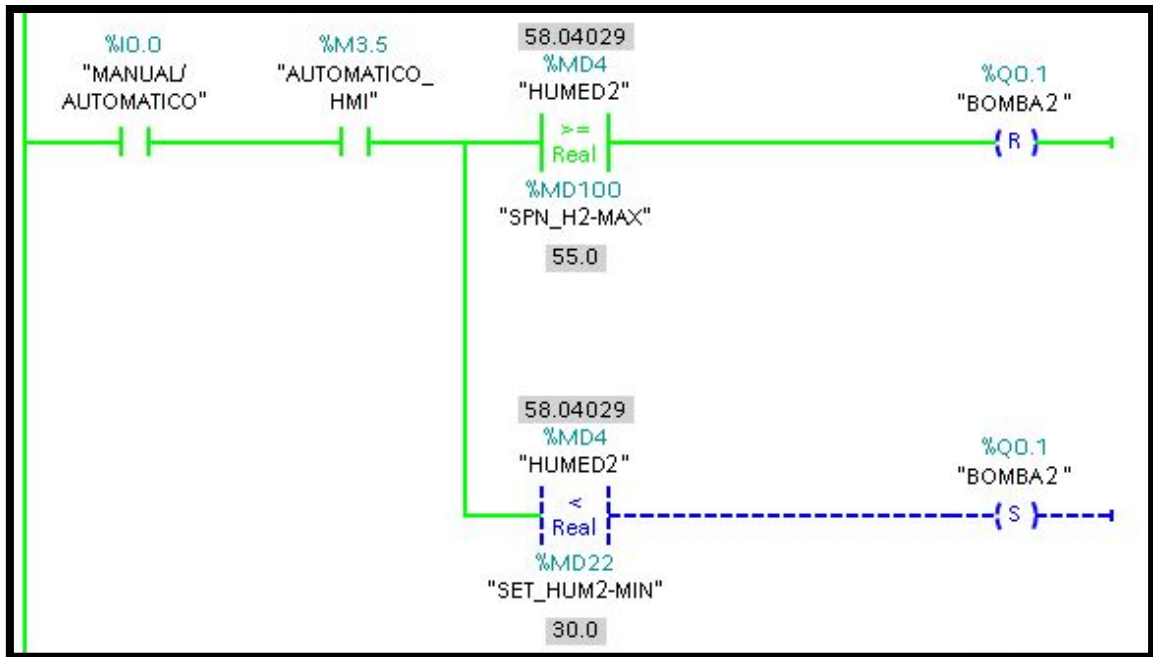 %I0.0
"MANUAL/
AUTOMATICO"
%M3.5
"AUTOMATICO_
HMI"
58.04029
%MD4
"HUMED2"
>=
Real
%MD100
"SPN_H2-MAX"
55.0
%Q0.1
"BOMBA2"
R
58.04029
%MD4
"HUMED2"
<
Real
%MD22
"SET_HUM2-MIN"
30.0
%Q0.1
"BOMBA2"
S